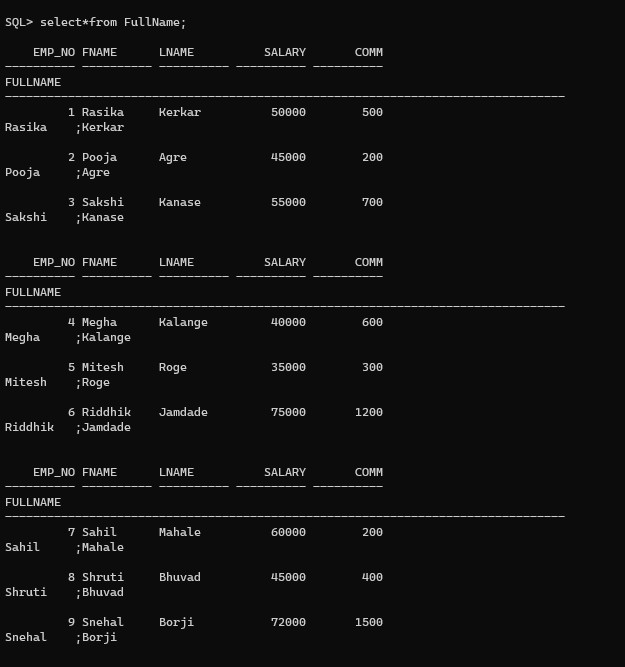 SQL> select*from FullName;
    EMP_NO FNAME      LNAME          SALARY       COMM
---------- ---------- ---------- ---------- ----------
FULLNAME
--------------------------------------------------------------------------------
         1 Rasika     Kerkar          50000        500
Rasika    ;Kerkar
         2 Pooja      Agre            45000        200
Pooja     ;Agre
         3 Sakshi     Kanase          55000        700
Sakshi    ;Kanase
    EMP_NO FNAME      LNAME          SALARY       COMM
---------- ---------- ---------- ---------- ----------
FULLNAME
--------------------------------------------------------------------------------
         4 Megha      Kalange         40000        600
Megha     ;Kalange
         5 Mitesh     Roge            35000        300
Mitesh    ;Roge
         6 Riddhik    Jamdade         75000       1200
Riddhik   ;Jamdade
    EMP_NO FNAME      LNAME          SALARY       COMM
---------- ---------- ---------- ---------- ----------
FULLNAME
--------------------------------------------------------------------------------
         7 Sahil      Mahale          60000        200
Sahil     ;Mahale
         8 Shruti     Bhuvad          45000        400
Shruti    ;Bhuvad
         9 Snehal     Borji           72000       1500
Snehal    ;Borji